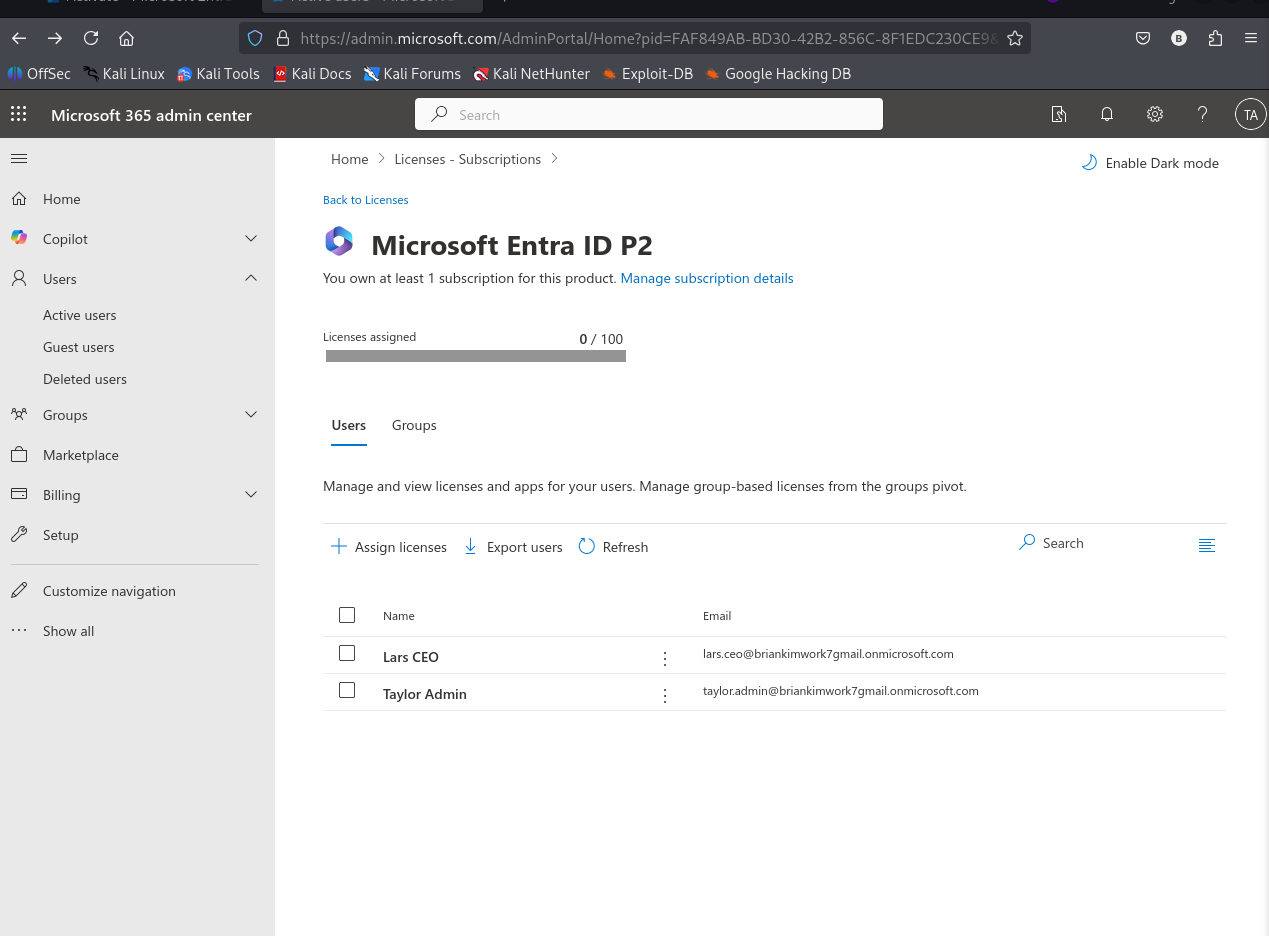 https://admin.microsoft.com/AdminPortal/Home?pid=FAF849AB-BD30-42B2-856C-8F1EDC230CE9&
OffSec Kali Linux Kali Tools Kali Docs Kali Forums Kali NetHunter Exploit-DB Google Hacking DB
Microsoft 365 admin center
Search
TA
Home
Copilot
Users
Active users
Guest users
Deleted users
Groups
Marketplace
Billing
Setup
Customize navigation
Show all
Home > Licenses - Subscriptions >
Enable Dark mode
Back to Licenses
Microsoft Entra ID P2
You own at least 1 subscription for this product. Manage subscription details
Licenses assigned 0 / 100
Users Groups
Manage and view licenses and apps for your users. Manage group-based licenses from the groups pivot.
Assign licenses Export users Refresh Search
Name Email
Lars CEO lars.ceo@briankimwork7gmail.onmicrosoft.com
Taylor Admin taylor.admin@briankimwork7gmail.onmicrosoft.com